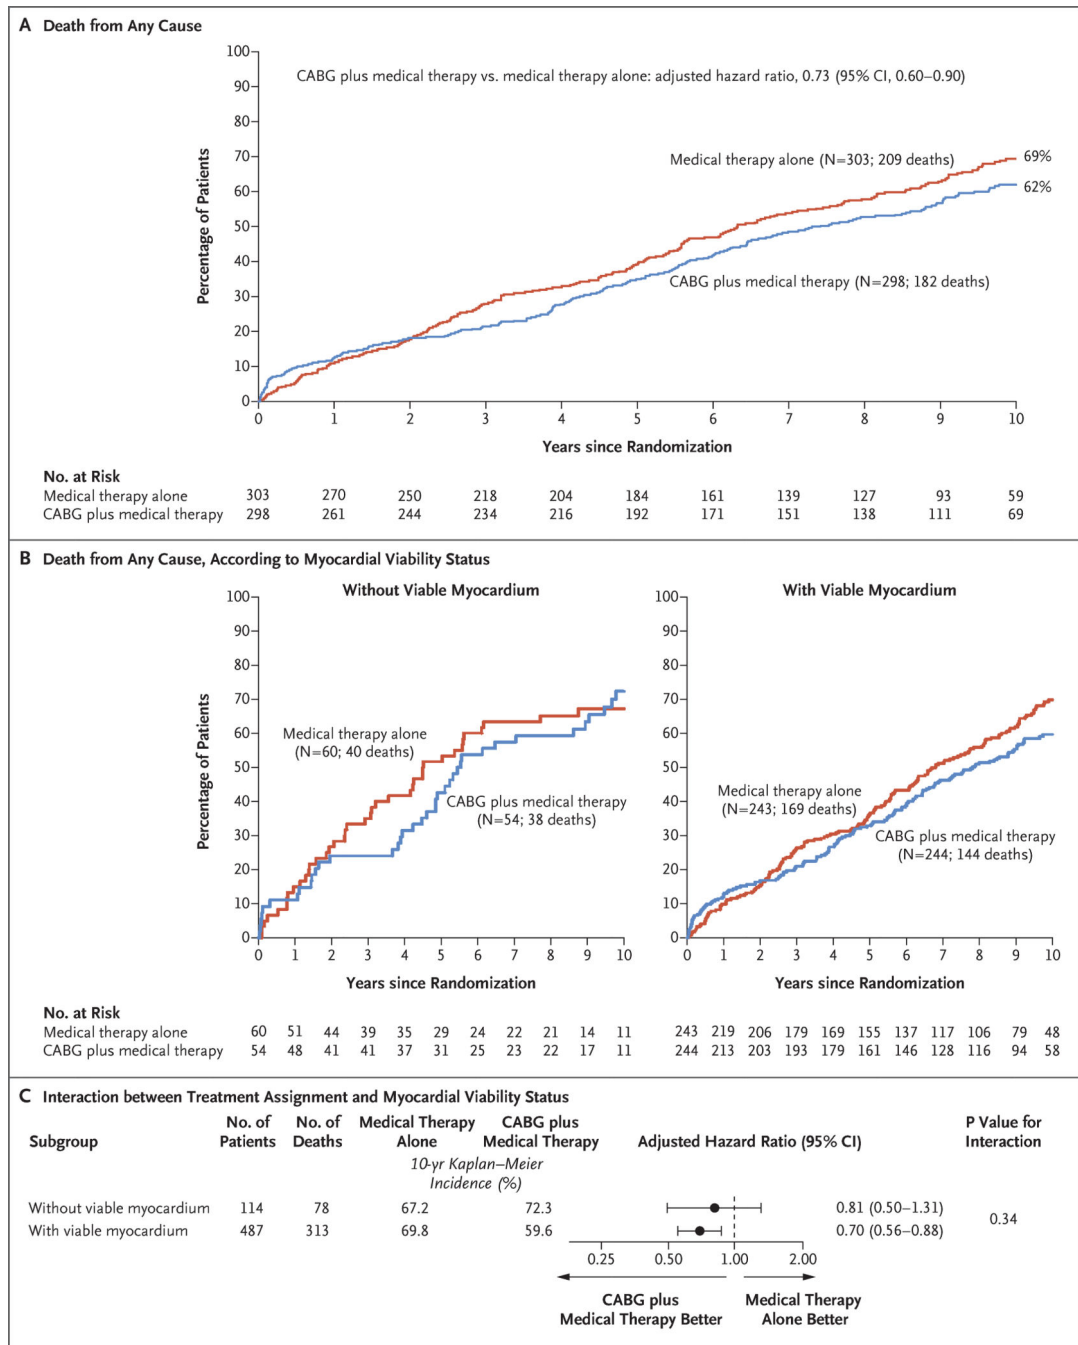 A Death from Any Cause
100
90
80
70
60
50
40
30
20
10
0
Percentage of Patients
CABG plus medical therapy vs. medical therapy alone: adjusted hazard ratio, 0.73 (95% CI, 0.60–0.90)
Medical therapy alone (N=303; 209 deaths)
69%
62%
CABG plus medical therapy (N=298; 182 deaths)
0 1 2 3 4 5 6 7 8 9 10
Years since Randomization
No. at Risk
Medical therapy alone 303 270 250 218 204 184 161 139 127 93 59
CABG plus medical therapy 298 261 244 234 216 192 171 151 138 111 69
B Death from Any Cause, According to Myocardial Viability Status
Without Viable Myocardium
100
90
80
70
60
50
40
30
20
10
0
Percentage of Patients
Medical therapy alone
(N=60; 40 deaths)
CABG plus medical therapy
(N=54; 38 deaths)
0 1 2 3 4 5 6 7 8 9 10
Years since Randomization
With Viable Myocardium
100
90
80
70
60
50
40
30
20
10
0
Medical therapy alone
(N=243; 169 deaths)
CABG plus medical therapy
(N=244; 144 deaths)
0 1 2 3 4 5 6 7 8 9 10
Years since Randomization
No. at Risk
Medical therapy alone 60 51 44 39 35 29 24 22 21 14 11 243 219 206 179 169 155 137 117 106 79 48
CABG plus medical therapy 54 48 41 41 37 31 25 23 22 17 11 244 213 203 193 179 161 146 128 116 94 58
C Interaction between Treatment Assignment and Myocardial Viability Status
No. of No. of Medical Therapy CABG plus P Value for
Subgroup Patients Deaths Alone Medical Therapy Adjusted Hazard Ratio (95% CI) Interaction
10-yr Kaplan–Meier
Incidence (%)
Without viable myocardium 114 78 67.2 72.3 0.81 (0.50–1.31)
0.34
With viable myocardium 487 313 69.8 59.6 0.70 (0.56–0.88)
0.25 0.50 1.00 2.00
CABG plus Medical Therapy
Medical Therapy Better Alone Better